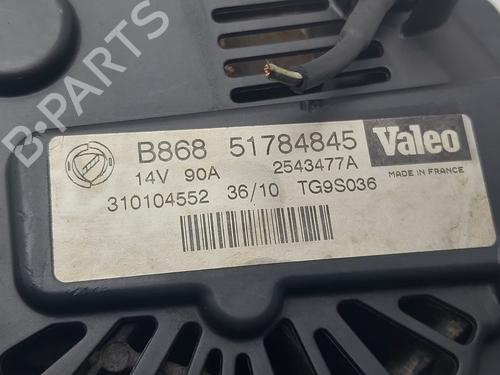 B868 51784845 Valeo
14V 90A 2543477A MADE IN FRANCE
310104552 36/10 TG9S036
B-PARTS